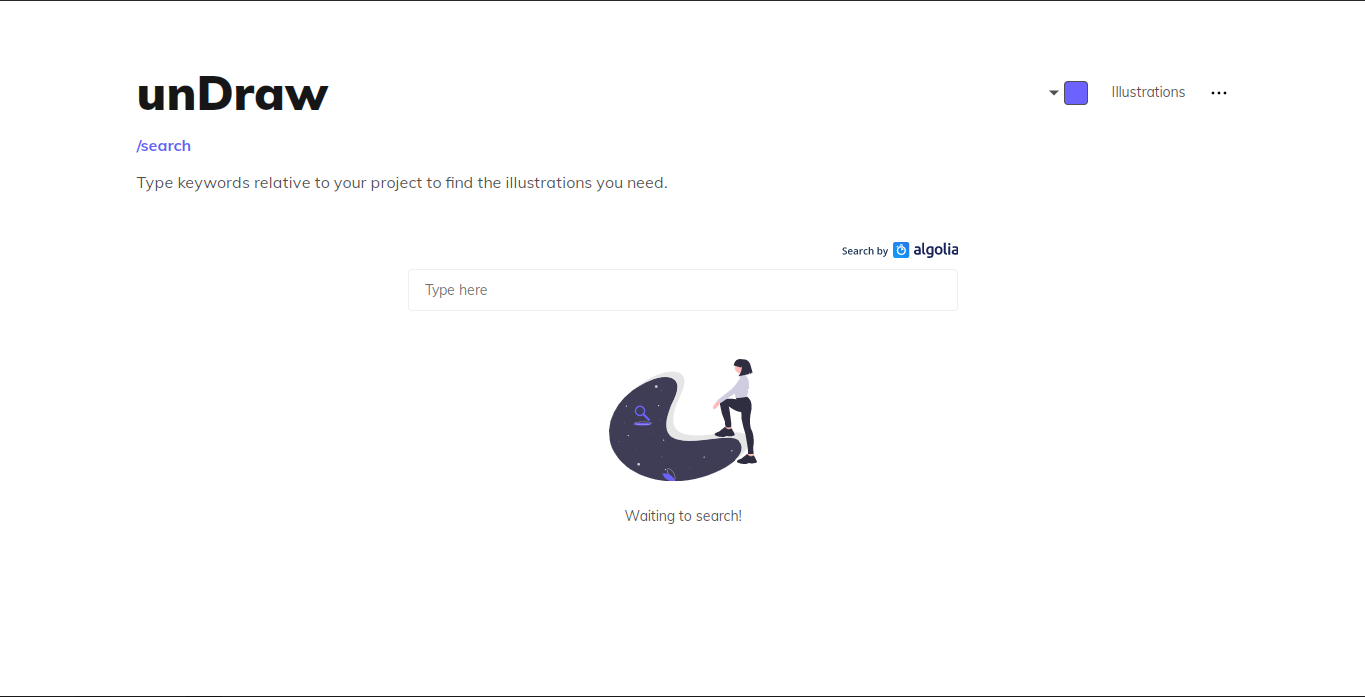 unDraw
Illustrations
/search
Type keywords relative to your project to find the illustrations you need.
Search by algolia
Type here
Waiting to search!